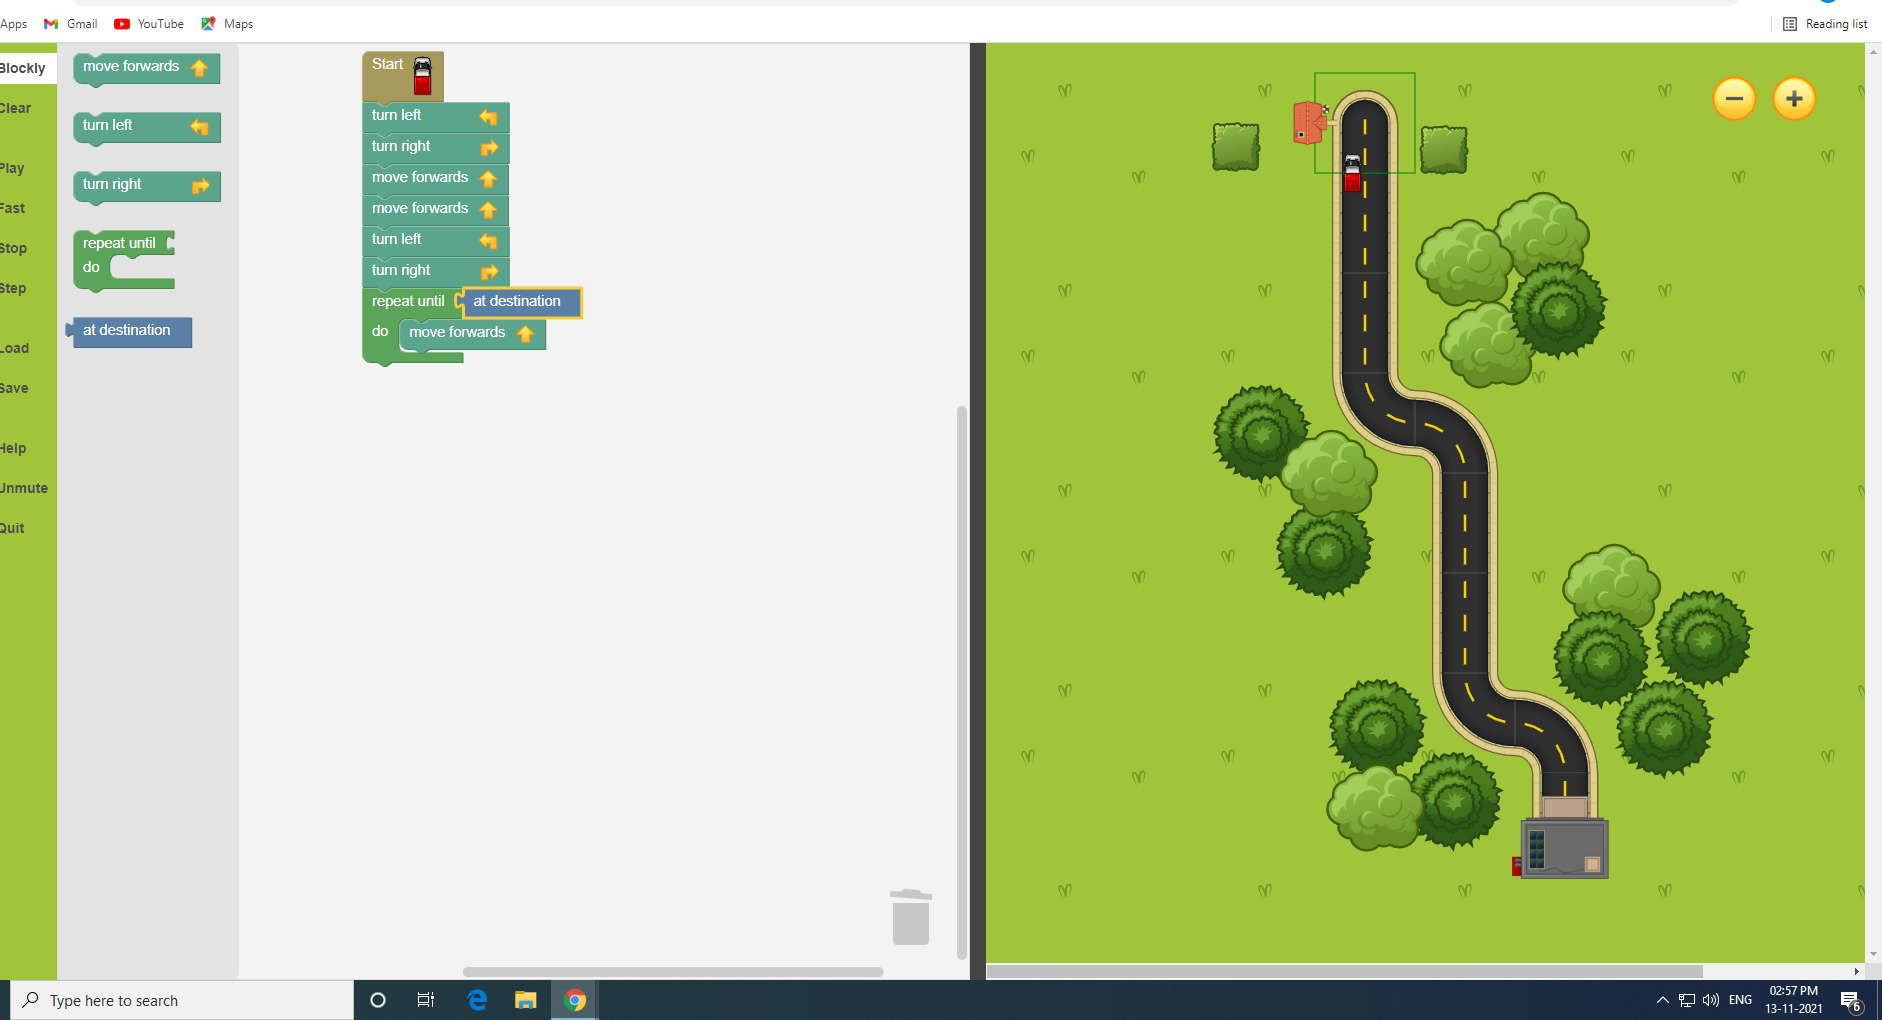 Apps Gmail YouTube Maps Reading list
Blockly
Clear
Play
Fast
Stop
Step
Load
Save
Help
Unmute
Quit
move forwards
turn left
turn right
repeat until
do
at destination
Start
turn left
turn right
move forwards
move forwards
turn left
turn right
repeat until at destination
do move forwards
Type here to search
ENG
02:57 PM
13-11-2021
6